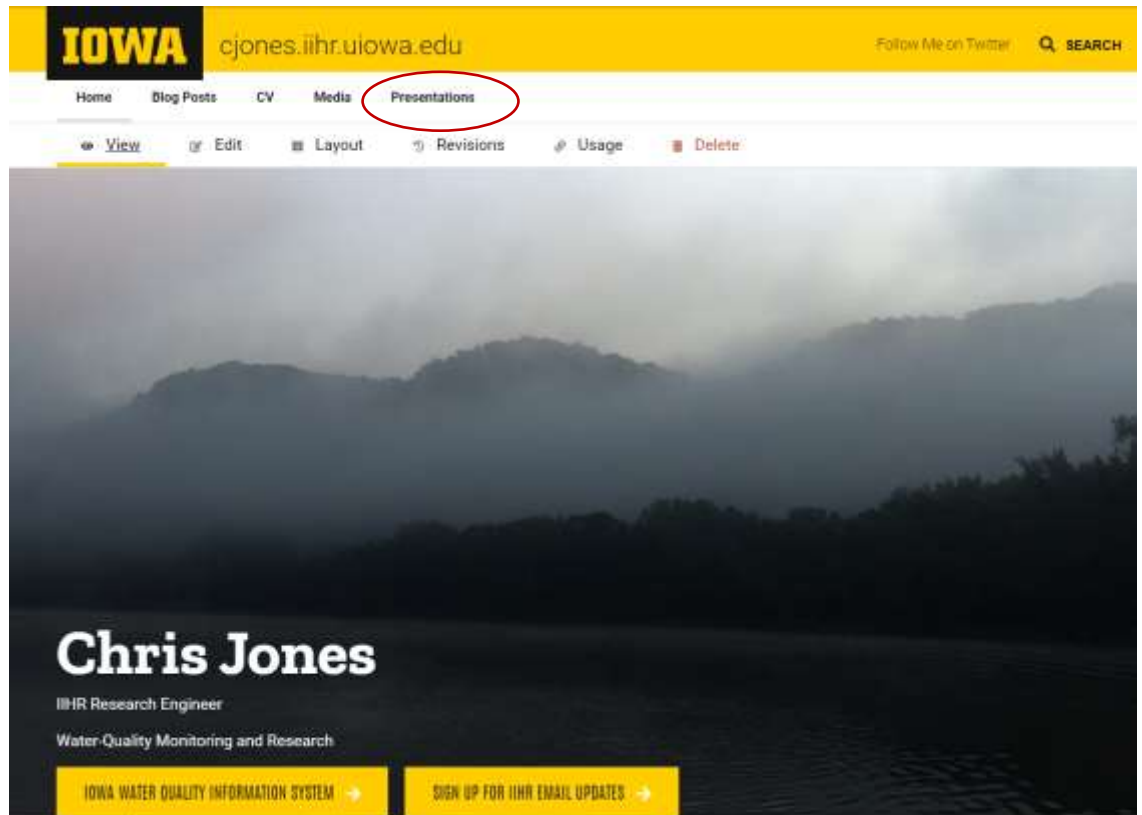 IOWA cjones.iihr.uiowa.edu Follow Me on Twitter SEARCH
Home Blog Posts CV Media Presentations
View Edit Layout Revisions Usage Delete
Chris Jones
IIHR Research Engineer
Water-Quality Monitoring and Research
IOWA WATER QUALITY INFORMATION SYSTEM SIGN UP FOR IIHR EMAIL UPDATES